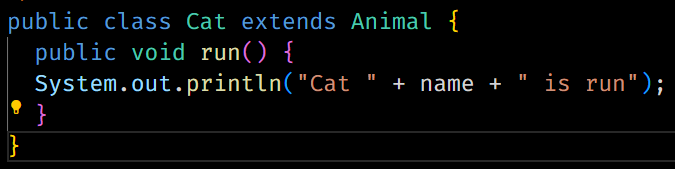 public class Cat extends Animal {
  public void run() {
  System.out.println("Cat " + name + " is run");
  }
}